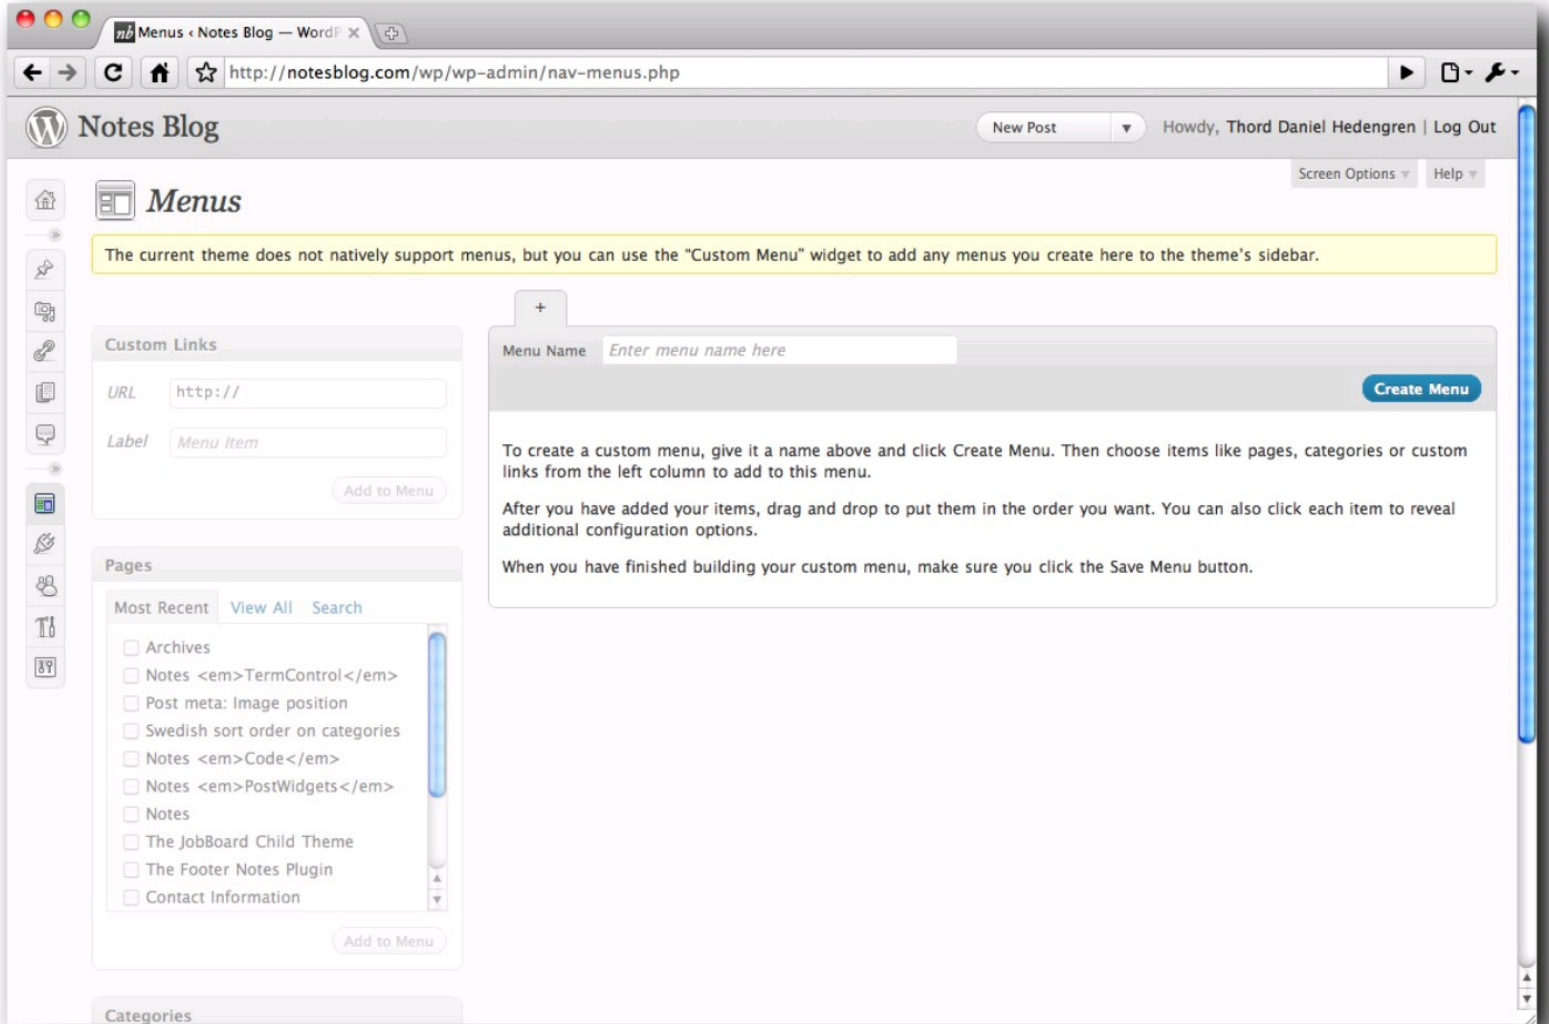 nb Menus ‹ Notes Blog — WordP
http://notesblog.com/wp/wp-admin/nav-menus.php
Notes Blog
New Post
Howdy, Thord Daniel Hedengren | Log Out
Screen Options
Help
Menus
The current theme does not natively support menus, but you can use the "Custom Menu" widget to add any menus you create here to the theme's sidebar.
+
Custom Links
URL http://
Label Menu Item
Add to Menu
Menu Name Enter menu name here
Create Menu
To create a custom menu, give it a name above and click Create Menu. Then choose items like pages, categories or custom
links from the left column to add to this menu.
After you have added your items, drag and drop to put them in the order you want. You can also click each item to reveal
additional configuration options.
When you have finished building your custom menu, make sure you click the Save Menu button.
Pages
Most Recent View All Search
Archives
Notes <em>TermControl</em>
Post meta: Image position
Swedish sort order on categories
Notes <em>Code</em>
Notes <em>PostWidgets</em>
Notes
The JobBoard Child Theme
The Footer Notes Plugin
Contact Information
Add to Menu
Categories